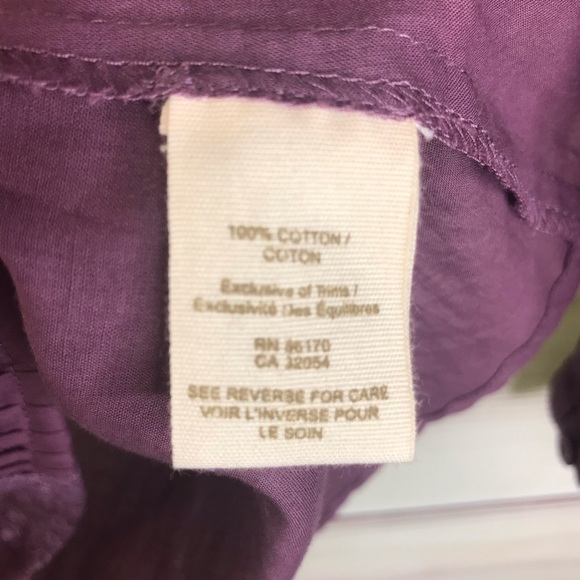 100% COTTON /
COTON
Exclusive of Trims /
Exclusivité Des Équilibres
RN 86170
CA 32054
SEE REVERSE FOR CARE
VOIR L'INVERSE POUR
LE SOIN